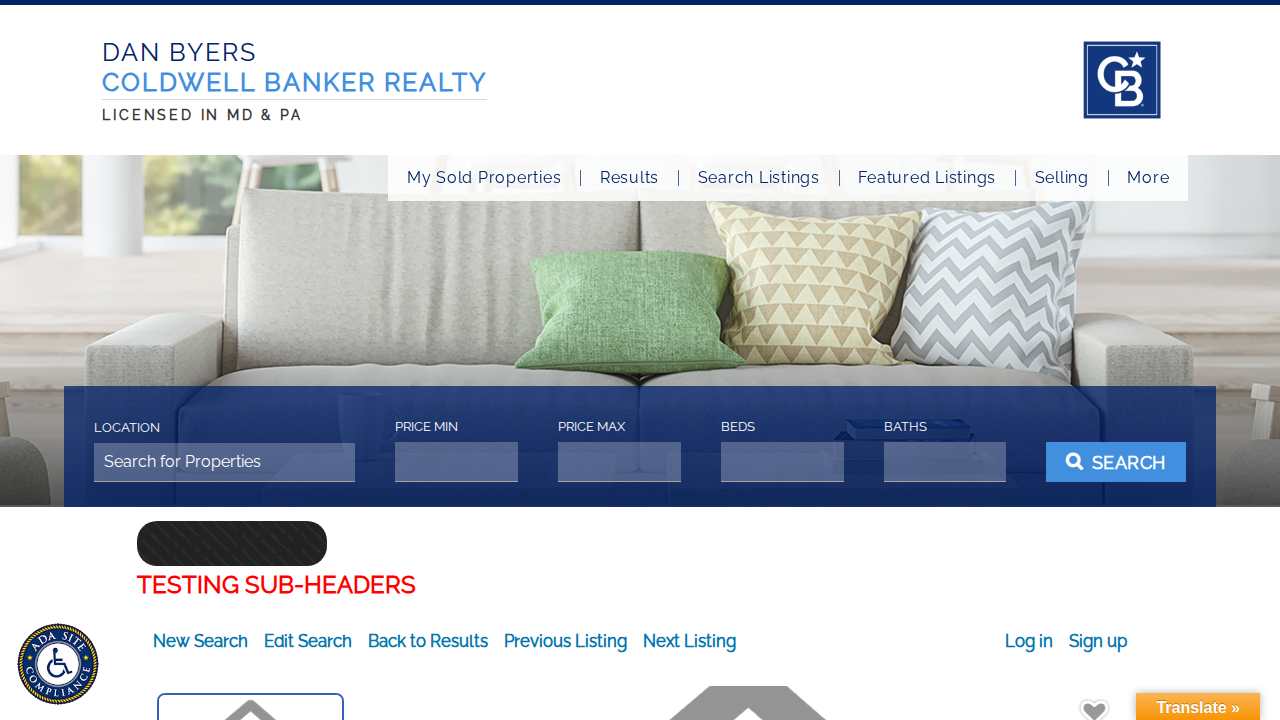 DAN BYERS
COLDWELL BANKER REALTY
LICENSED IN MD & PA
CB
My Sold Properties
Results
Search Listings
Featured Listings
Selling
More
LOCATION
PRICE MIN
PRICE MAX
BEDS
BATHS
Search for Properties
SEARCH
TESTING SUB-HEADERS
New Search
Edit Search
Back to Results
Previous Listing
Next Listing
Log in
Sign up
ADA SITE
COMPLIANCE
Translate »